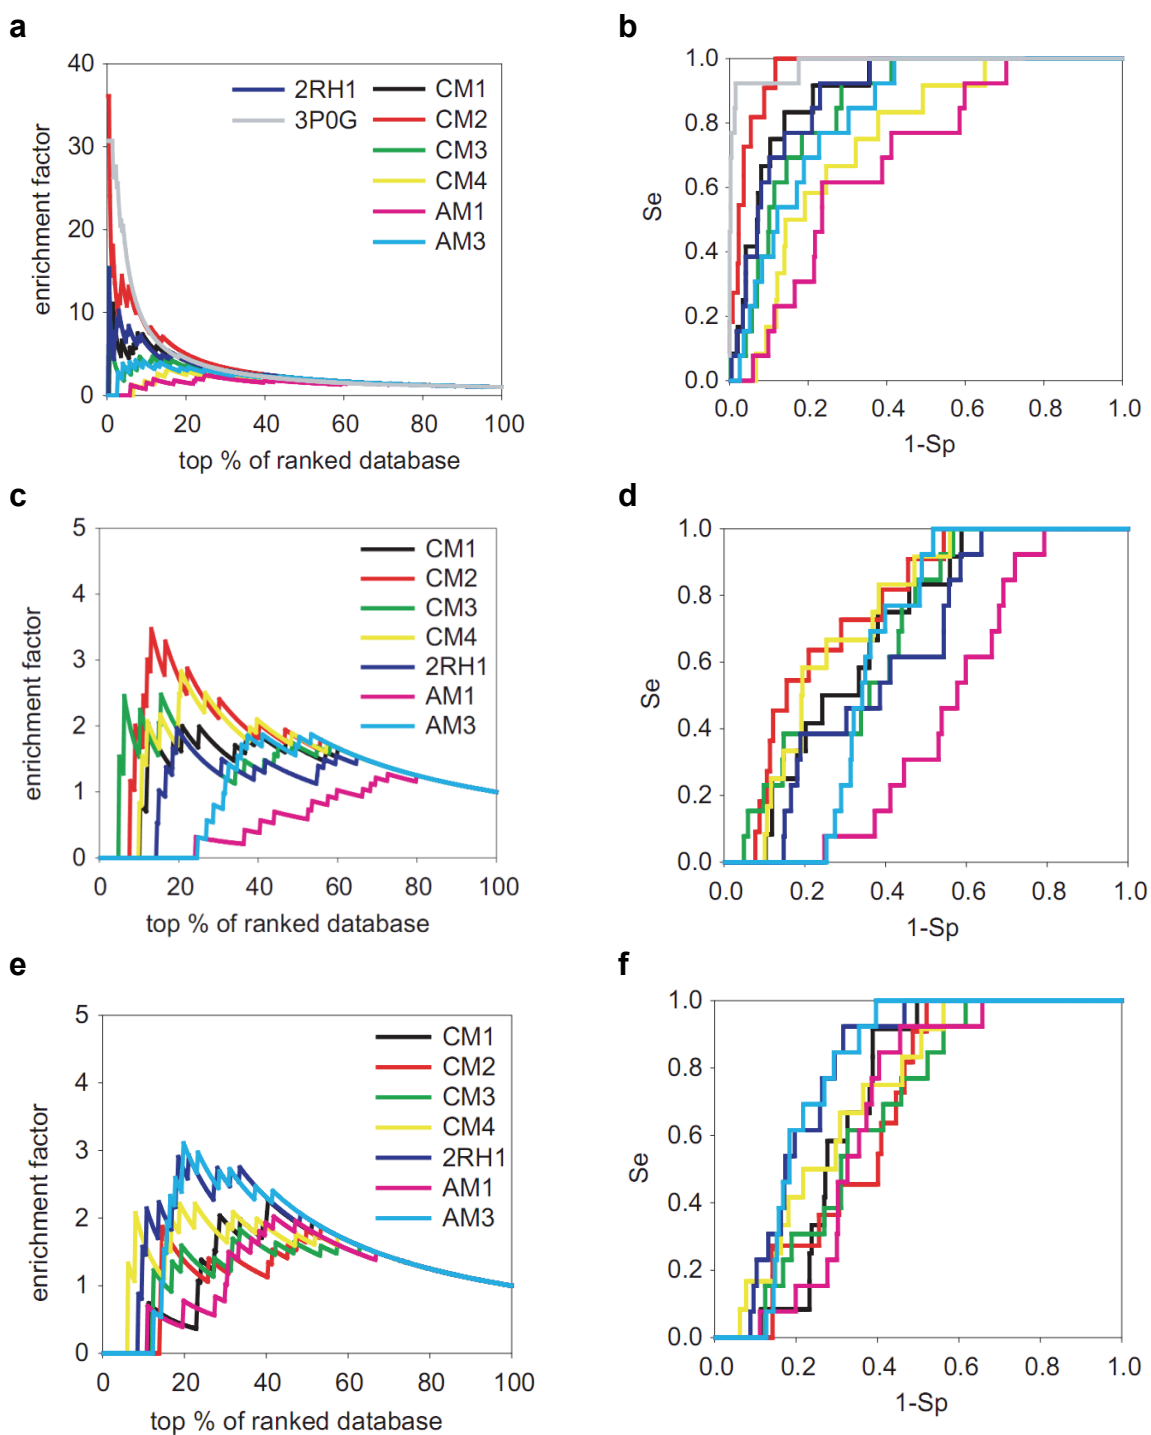 a
40
30
20
10
0
enrichment factor
2RH1
3P0G
CM1
CM2
CM3
CM4
AM1
AM3
0 20 40 60 80 100
top % of ranked database
b
1.0
0.8
0.6
0.4
0.2
0.0
Se
0.0 0.2 0.4 0.6 0.8 1.0
1-Sp
c
5
4
3
2
1
0
enrichment factor
CM1
CM2
CM3
CM4
2RH1
AM1
AM3
0 20 40 60 80 100
top % of ranked database
d
1.0
0.8
0.6
0.4
0.2
0.0
Se
0.0 0.2 0.4 0.6 0.8 1.0
1-Sp
e
5
4
3
2
1
0
enrichment factor
CM1
CM2
CM3
CM4
2RH1
AM1
AM3
0 20 40 60 80 100
top % of ranked database
f
1.0
0.8
0.6
0.4
0.2
0.0
Se
0.0 0.2 0.4 0.6 0.8 1.0
1-Sp